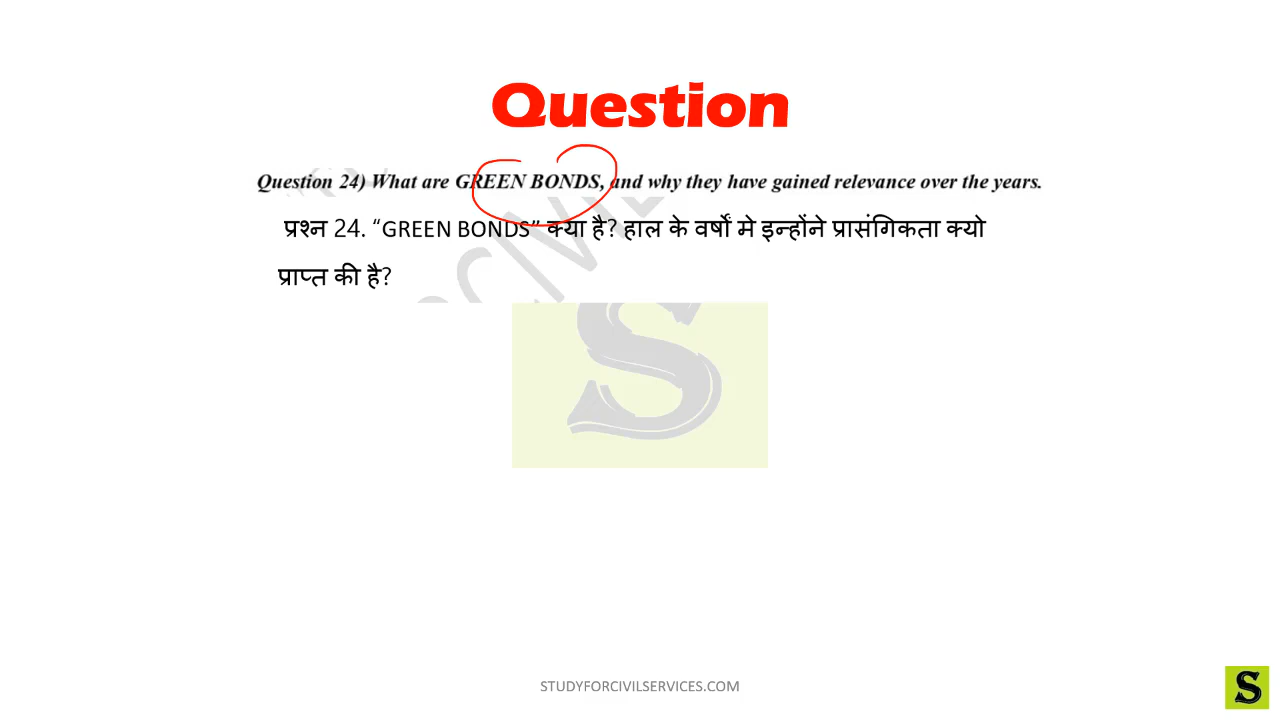 Question
Question 24) What are GREEN BONDS, and why they have gained relevance over the years.
प्रश्न 24. “GREEN BONDS” क्या है? हाल के वर्षों मे इन्होंने प्रासंगिकता क्यो
प्राप्त की है?
S
STUDYFORCIVILSERVICES.COM
S